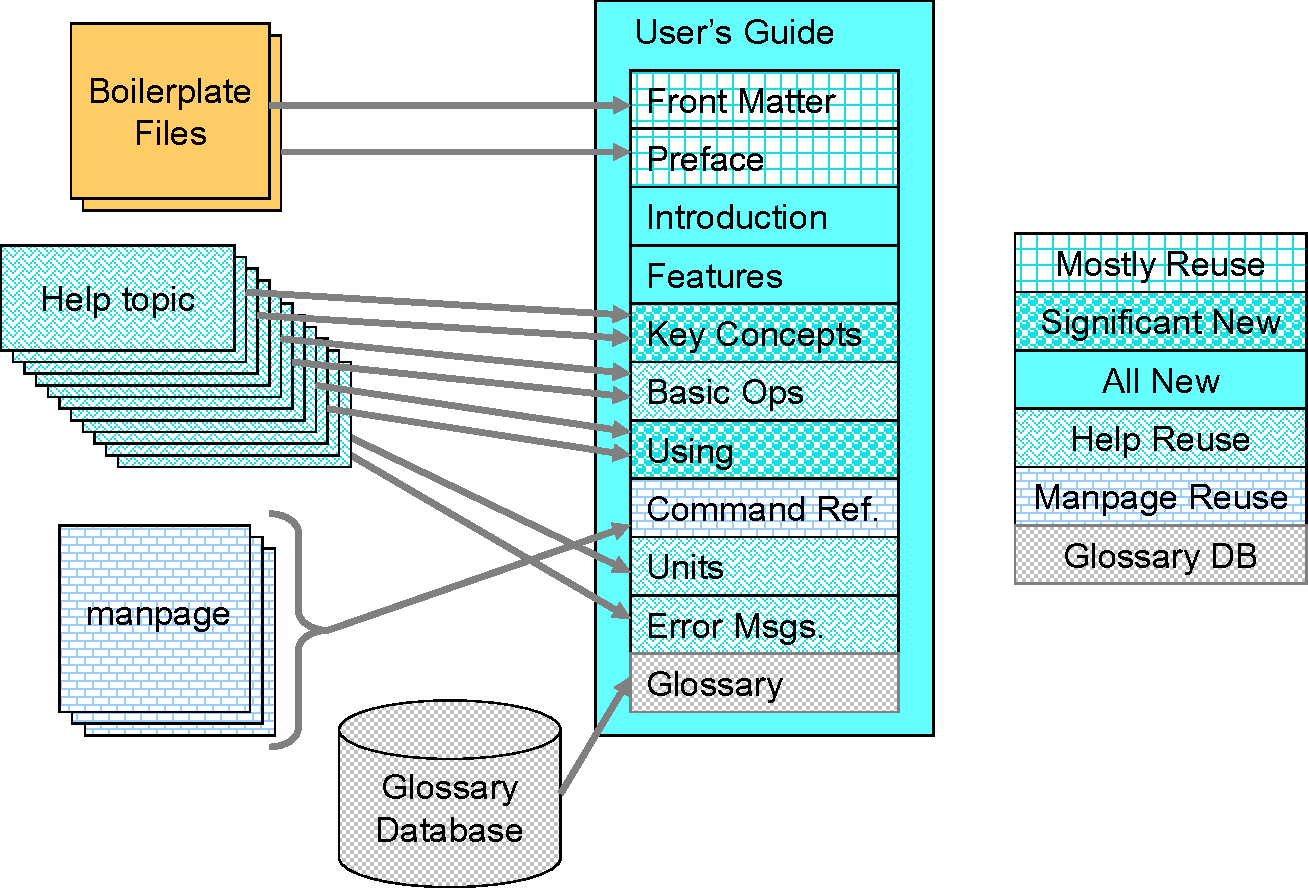 Boilerplate
Files
Help topic
manpage
Glossary
Database
User's Guide
Front Matter
Preface
Introduction
Features
Key Concepts
Basic Ops
Using
Command Ref.
Units
Error Msgs.
Glossary
Mostly Reuse
Significant New
All New
Help Reuse
Manpage Reuse
Glossary DB